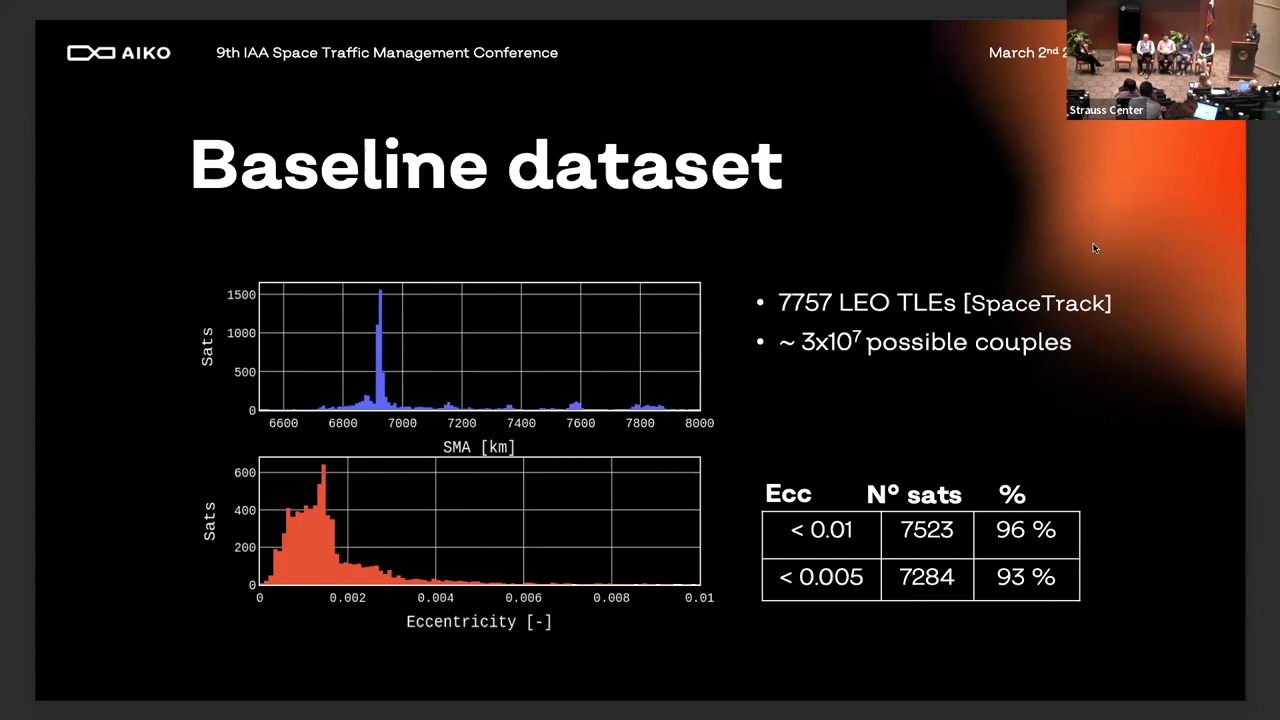 AIKO
9th IAA Space Traffic Management Conference
March 2nd
Strauss Center
Baseline dataset
1500
1000
500
0
Sats
6600 6800 7000 7200 7400 7600 7800 8000
SMA [km]
600
400
200
0
Sats
0 0.002 0.004 0.006 0.008 0.01
Eccentricity [-]
• 7757 LEO TLEs [SpaceTrack]
• ~ 3x10⁷ possible couples
Ecc Nº sats %
< 0.01 7523 96 %
< 0.005 7284 93 %